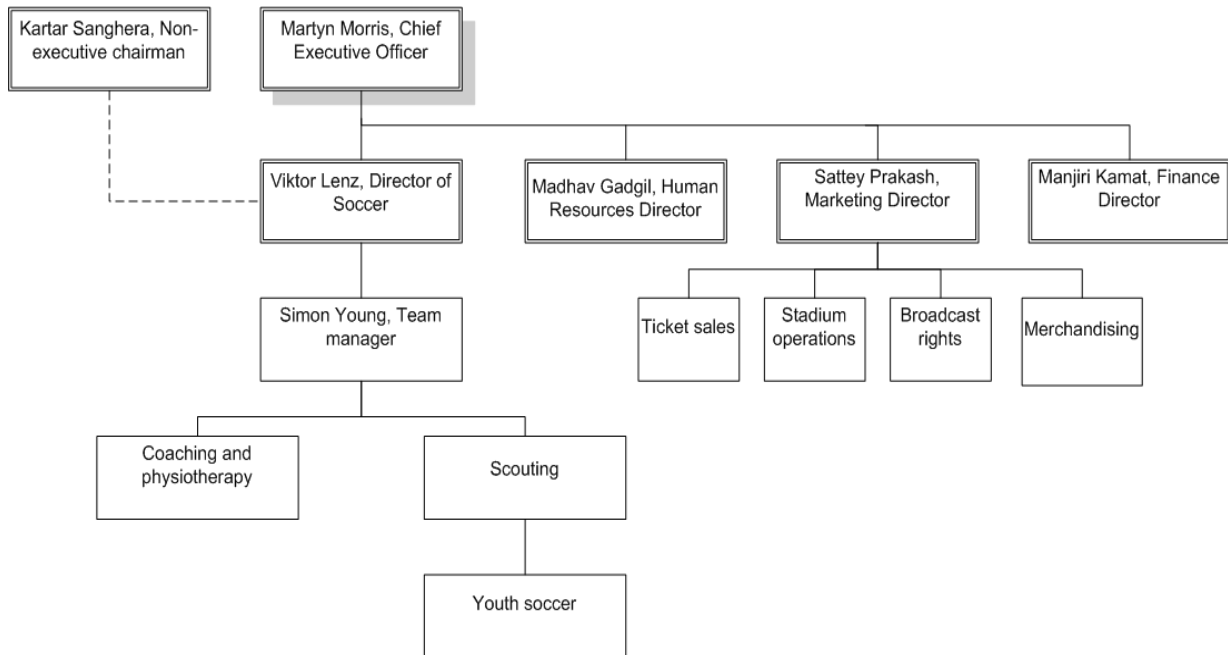 Kartar Sanghera, Non-
executive chairman
Martyn Morris, Chief
Executive Officer
Viktor Lenz, Director of
Soccer
Madhav Gadgil, Human
Resources Director
Sattey Prakash,
Marketing Director
Manjiri Kamat, Finance
Director
Simon Young, Team
manager
Ticket sales
Stadium
operations
Broadcast
rights
Merchandising
Coaching and
physiotherapy
Scouting
Youth soccer